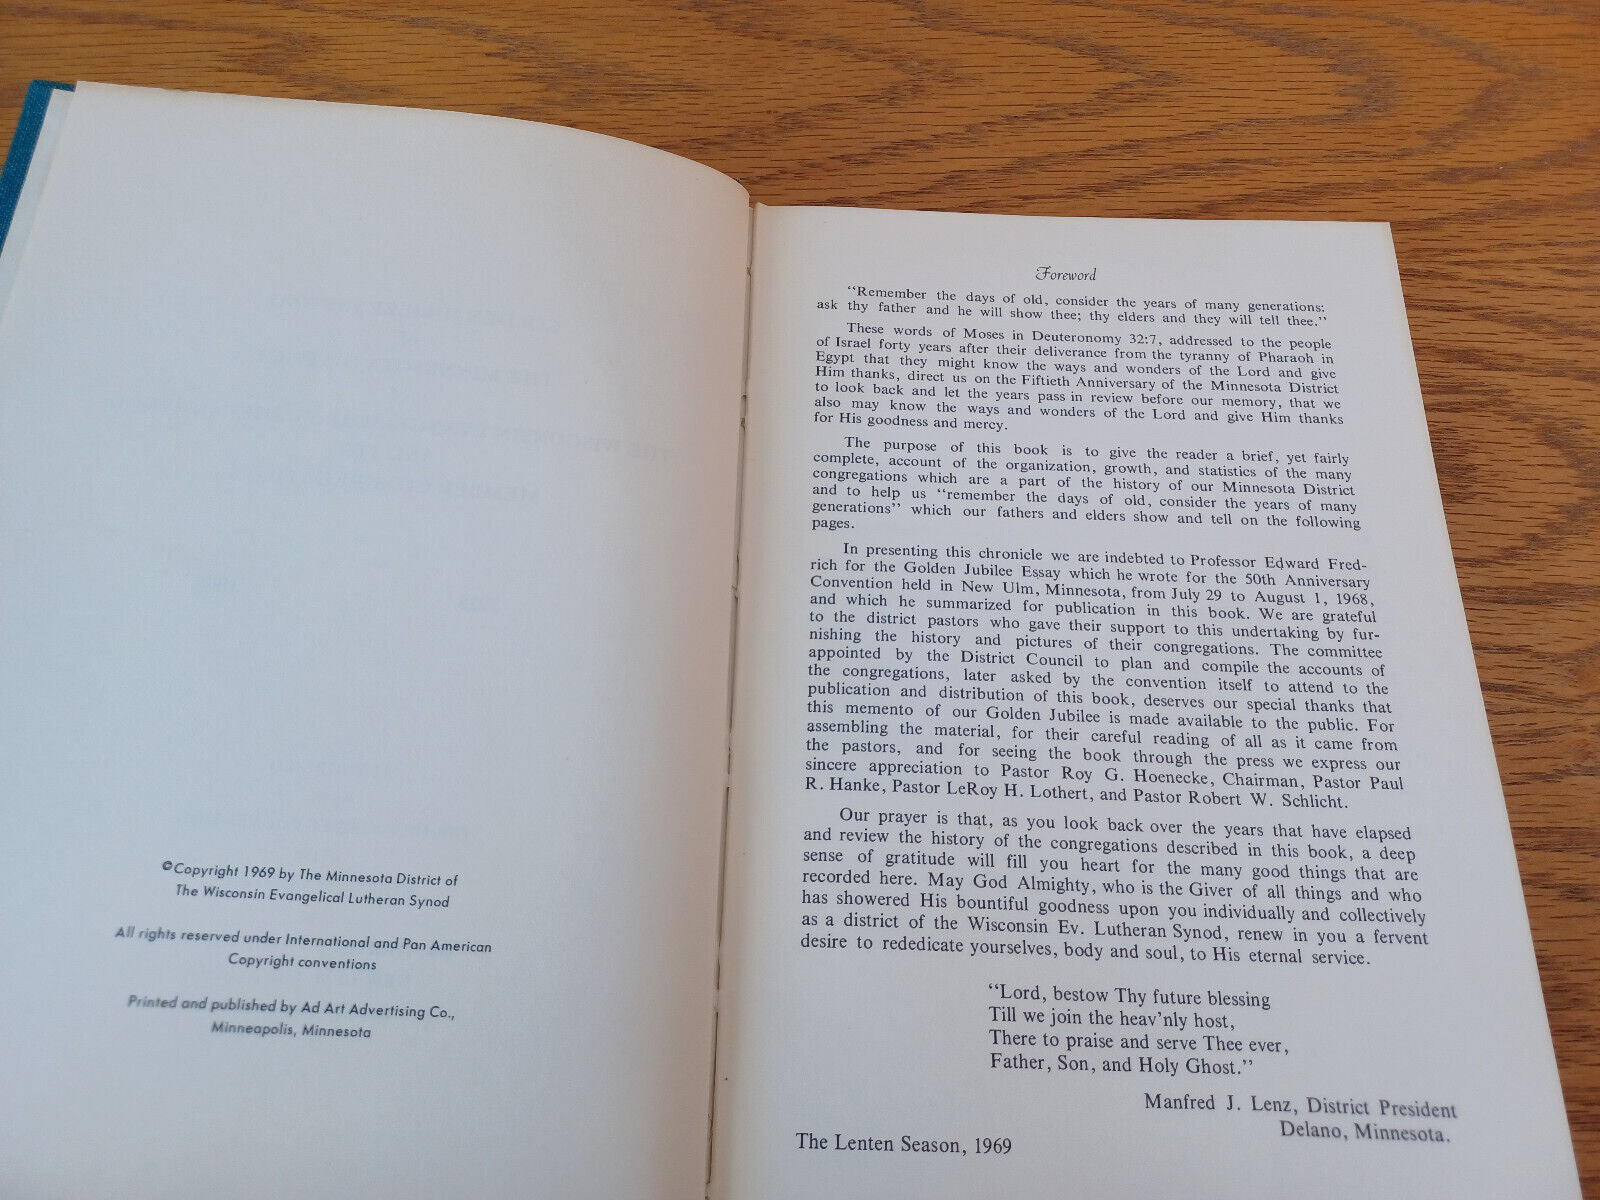 ©Copyright 1969 by The Minnesota District of
The Wisconsin Evangelical Lutheran Synod
All rights reserved under International and Pan American
Copyright conventions
Printed and published by Ad Art Advertising Co.,
Minneapolis, Minnesota
Foreword
"Remember the days of old, consider the years of many generations:
ask thy father and he will show thee; thy elders and they will tell thee."
These words of Moses in Deuteronomy 32:7, addressed to the people
of Israel forty years after their deliverance from the tyranny of Pharaoh in
Egypt that they might know the ways and wonders of the Lord and give
Him thanks, direct us on the Fiftieth Anniversary of the Minnesota District
to look back and let the years pass in review before our memory, that we
also may know the ways and wonders of the Lord and give Him thanks
for His goodness and mercy.
The purpose of this book is to give the reader a brief, yet fairly
complete, account of the organization, growth, and statistics of the many
congregations which are a part of the history of our Minnesota District
and to help us "remember the days of old, consider the years of many
generations" which our fathers and elders show and tell on the following
pages.
In presenting this chronicle we are indebted to Professor Edward Fred-
rich for the Golden Jubilee Essay which he wrote for the 50th Anniversary
Convention held in New Ulm, Minnesota, from July 29 to August 1, 1968,
and which he summarized for publication in this book. We are grateful
to the district pastors who gave their support to this undertaking by fur-
nishing the history and pictures of their congregations. The committee
appointed by the District Council to plan and compile the accounts of
the congregations, later asked by the convention itself to attend to the
publication and distribution of this book, deserves our special thanks that
this memento of our Golden Jubilee is made available to the public. For
assembling the material, for their careful reading of all as it came from
the pastors, and for seeing the book through the press we express our
sincere appreciation to Pastor Roy G. Hoenecke, Chairman, Pastor Paul
R. Hanke, Pastor LeRoy H. Lothert, and Pastor Robert W. Schlicht.
Our prayer is that, as you look back over the years that have elapsed
and review the history of the congregations described in this book, a deep
sense of gratitude will fill you heart for the many good things that are
recorded here. May God Almighty, who is the Giver of all things and who
has showered His bountiful goodness upon you individually and collectively
as a district of the Wisconsin Ev. Lutheran Synod, renew in you a fervent
desire to rededicate yourselves, body and soul, to His eternal service.
"Lord, bestow Thy future blessing
Till we join the heav'nly host,
There to praise and serve Thee ever,
Father, Son, and Holy Ghost."
Manfred J. Lenz, District President
Delano, Minnesota.
The Lenten Season, 1969